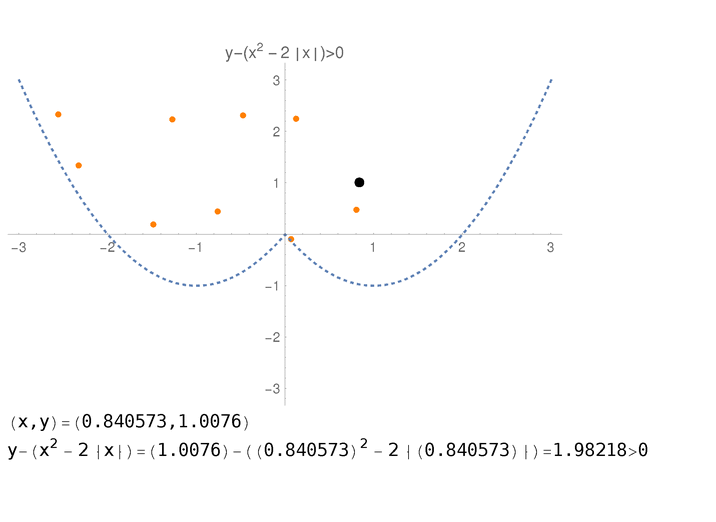 y−(x² − 2 |x|)>0
3
2
1
−3 −2 −1 1 2 3
−1
−2
−3
(x,y)=(0.840573,1.0076)
y−(x² − 2 |x|)=(1.0076)−((0.840573)² − 2 |(0.840573)|)=1.98218>0